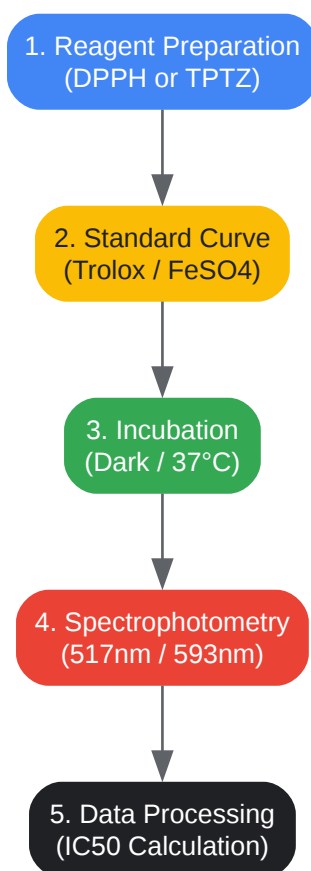 1. Reagent Preparation
(DPPH or TPTZ)
2. Standard Curve
(Trolox / FeSO4)
3. Incubation
(Dark / 37°C)
4. Spectrophotometry
(517nm / 593nm)
5. Data Processing
(IC50 Calculation)